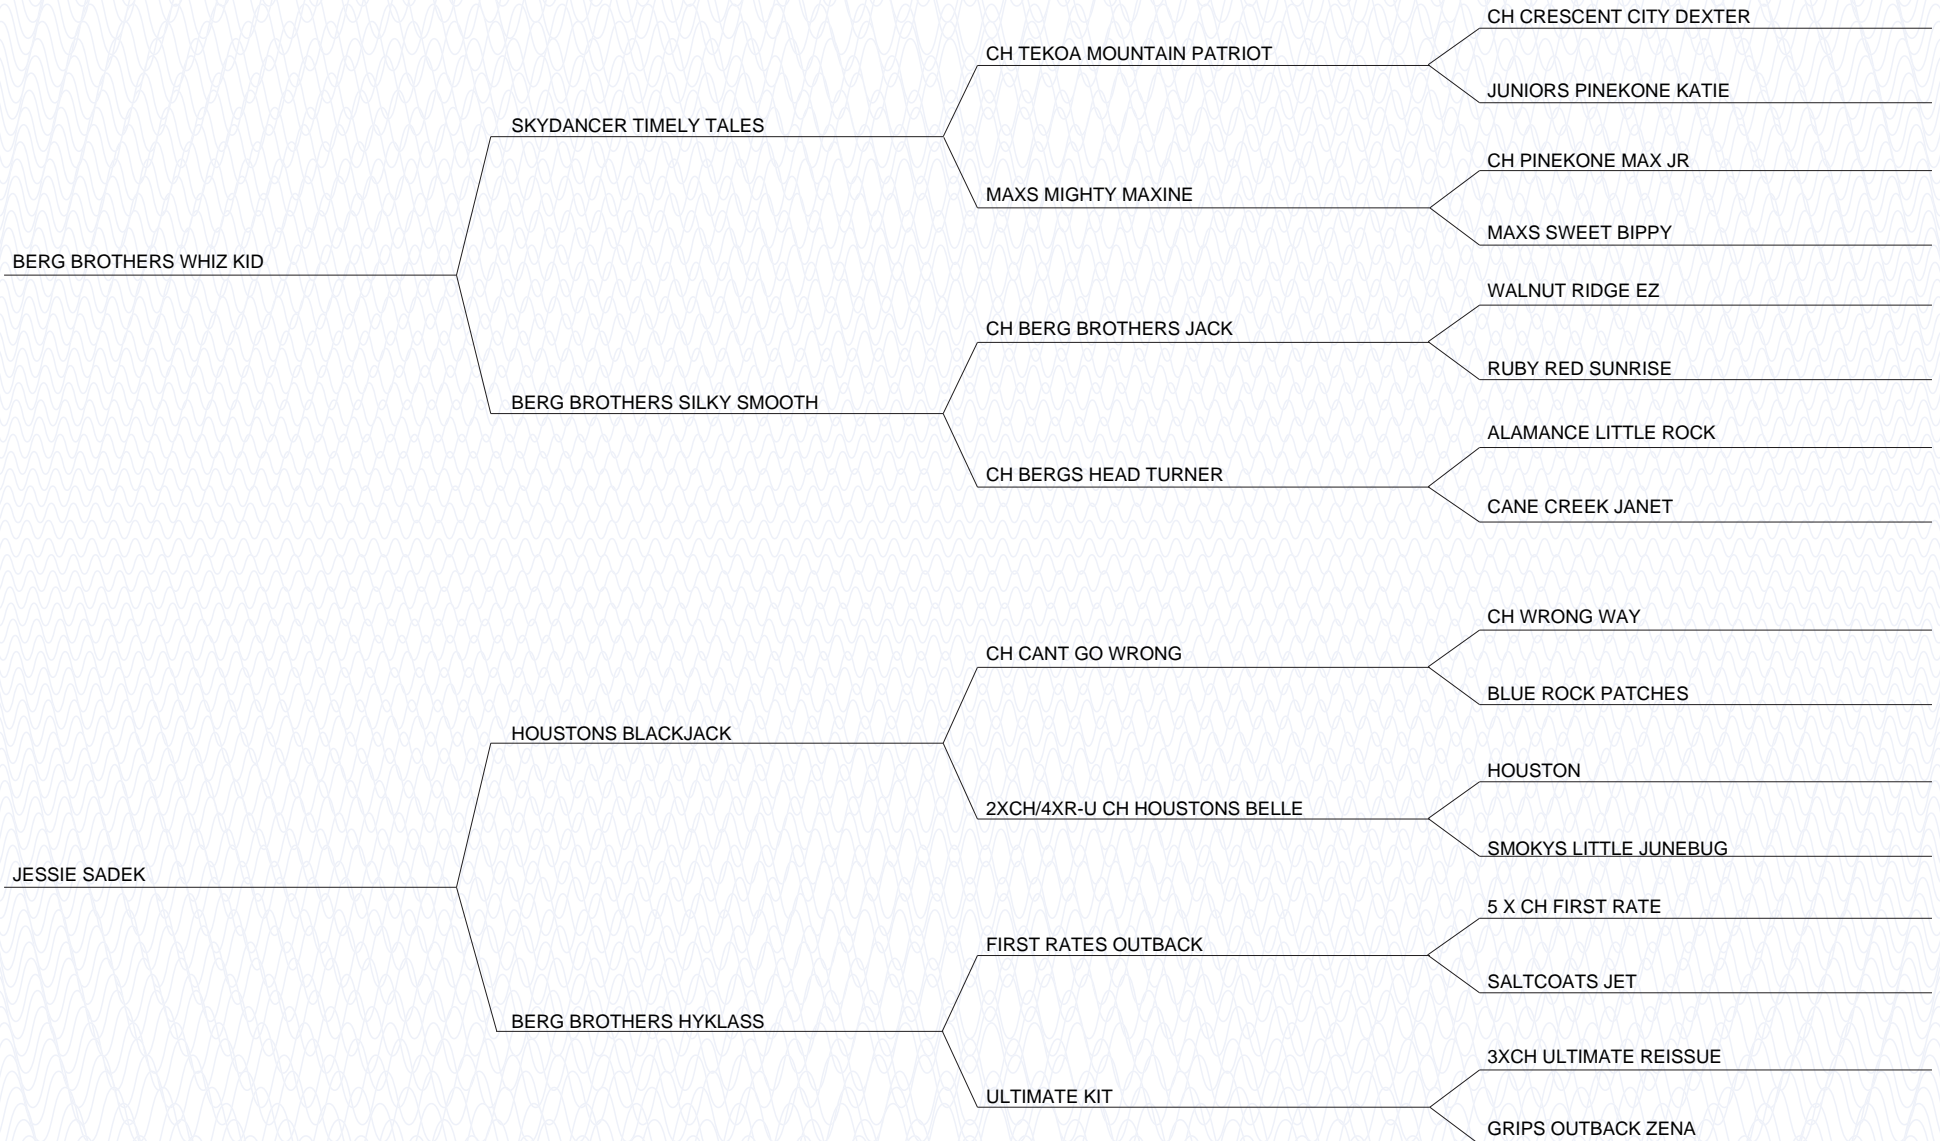 CH CRESCENT CITY DEXTER
CH TEKOA MOUNTAIN PATRIOT
JUNIORS PINEKONE KATIE
SKYDANCER TIMELY TALES
CH PINEKONE MAX JR
MAXS MIGHTY MAXINE
MAXS SWEET BIPPY
BERG BROTHERS WHIZ KID
WALNUT RIDGE EZ
CH BERG BROTHERS JACK
RUBY RED SUNRISE
BERG BROTHERS SILKY SMOOTH
ALAMANCE LITTLE ROCK
CH BERGS HEAD TURNER
CANE CREEK JANET
CH WRONG WAY
CH CANT GO WRONG
BLUE ROCK PATCHES
HOUSTONS BLACKJACK
HOUSTON
2XCH/4XR-U CH HOUSTONS BELLE
SMOKYS LITTLE JUNEBUG
JESSIE SADEK
5 X CH FIRST RATE
FIRST RATES OUTBACK
SALTCOATS JET
BERG BROTHERS HYKLASS
3XCH ULTIMATE REISSUE
ULTIMATE KIT
GRIPS OUTBACK ZENA